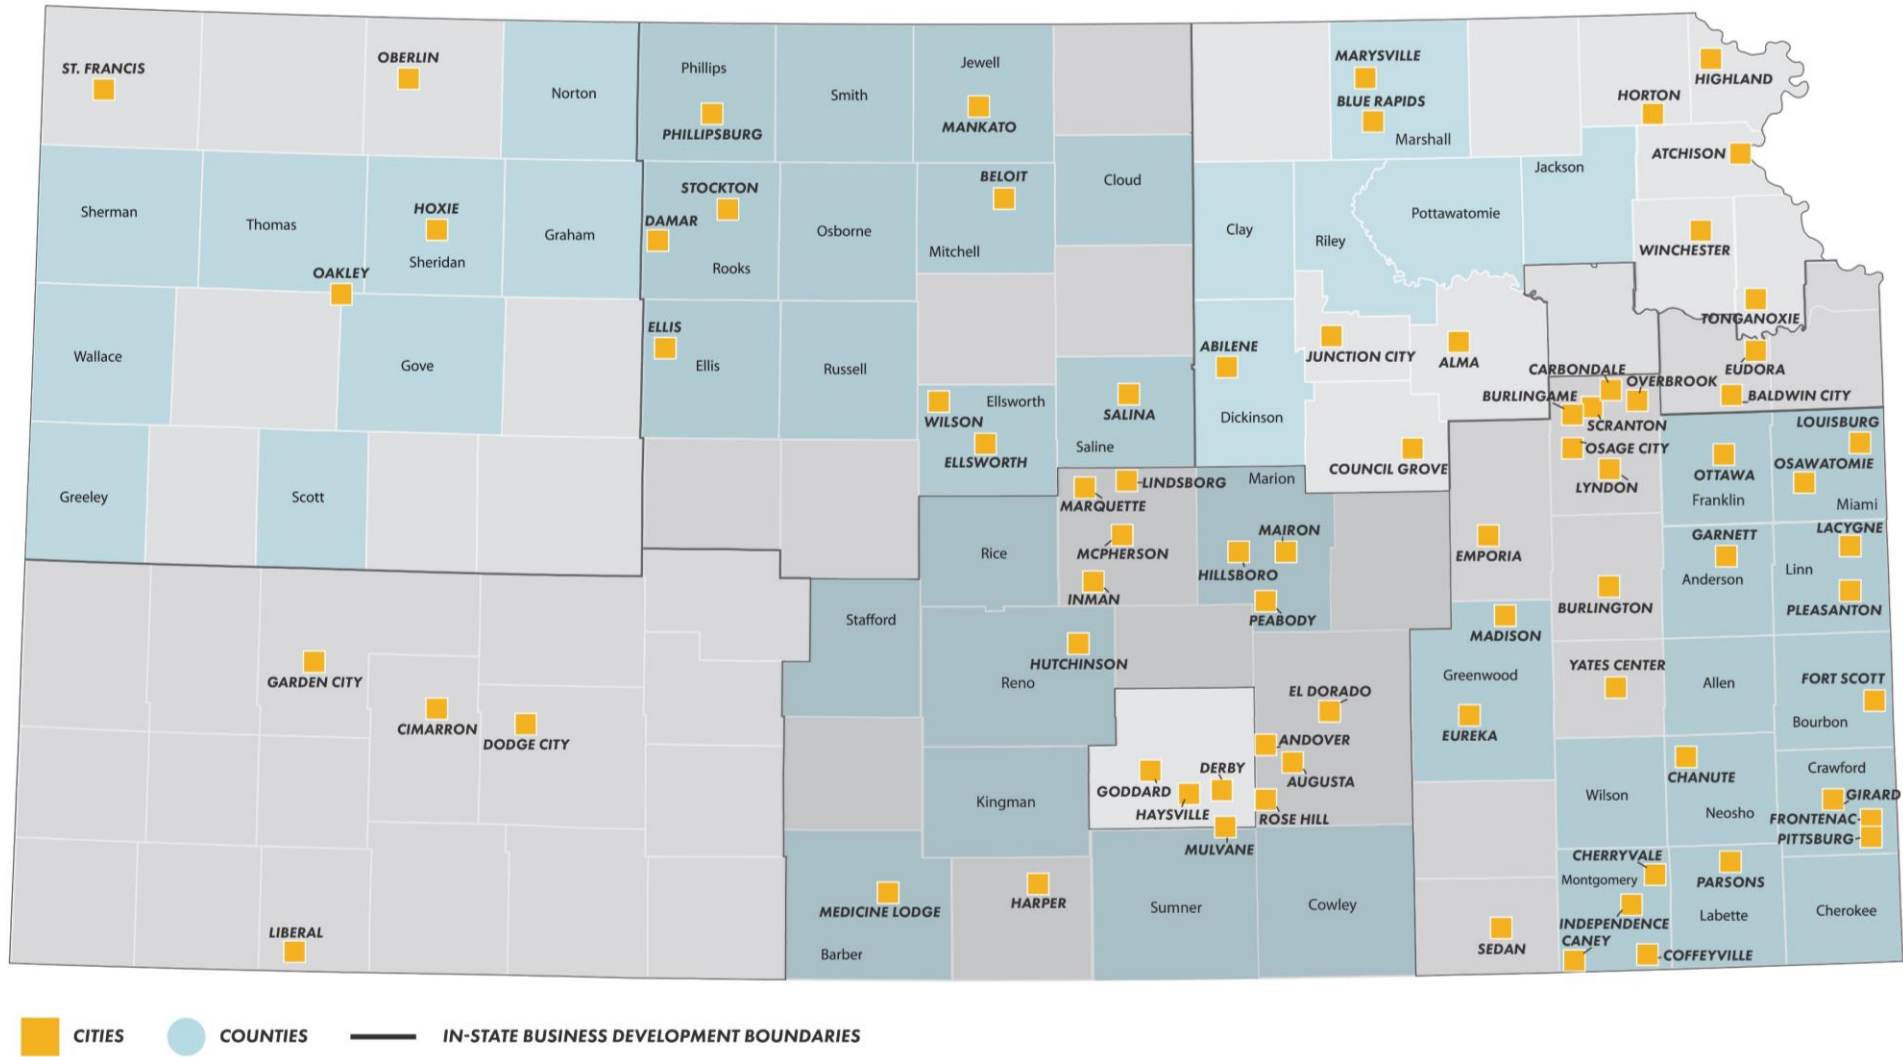 ST. FRANCIS
OBERLIN
Norton
Phillips
PHILLIPSBURG
Smith
Jewell
MANKATO
MARYSVILLE
BLUE RAPIDS
Marshall
HIGHLAND
HORTON
ATCHISON
Sherman
Thomas
HOXIE
Sheridan
OAKLEY
Graham
STOCKTON
DAMAR
Rooks
Osborne
BELOIT
Mitchell
Cloud
Clay
Riley
Pottawatomie
Jackson
WINCHESTER
TONGANOXIE
Wallace
Gove
ELLIS
Ellis
Russell
WILSON
Ellsworth
ELLSWORTH
SALINA
Saline
ABILENE
Dickinson
JUNCTION CITY
ALMA
COUNCIL GROVE
EUDORA
BALDWIN CITY
CARBONDALE
OVERBROOK
BURLINGAME
SCRANTON
OSAGE CITY
LYNDON
LOUISBURG
OSAWATOMIE
Miami
OTTAWA
Franklin
Greeley
Scott
Rice
MARQUETTE
LINDSBORG
MCPHERSON
INMAN
Marion
MAIRON
HILLSBORO
PEABODY
EMPORIA
BURLINGTON
GARNETT
Anderson
LACYGNE
Linn
PLEASANTON
Stafford
HUTCHINSON
Reno
MADISON
Greenwood
EUREKA
YATES CENTER
Allen
FORT SCOTT
Bourbon
GARDEN CITY
CIMARRON
DODGE CITY
EL DORADO
ANDOVER
AUGUSTA
ROSE HILL
GODDARD
DERBY
HAYSVILLE
MULVANE
Kingman
Wilson
CHANUTE
Neosho
Crawford
GIRARD
FRONTENAC
PITTSBURG
LIBERAL
MEDICINE LODGE
Barber
HARPER
Sumner
Cowley
SEDAN
CHERRYVALE
Montgomery
INDEPENDENCE
CANEY
COFFEYVILLE
PARSONS
Labette
Cherokee
CITIES
COUNTIES
IN-STATE BUSINESS DEVELOPMENT BOUNDARIES